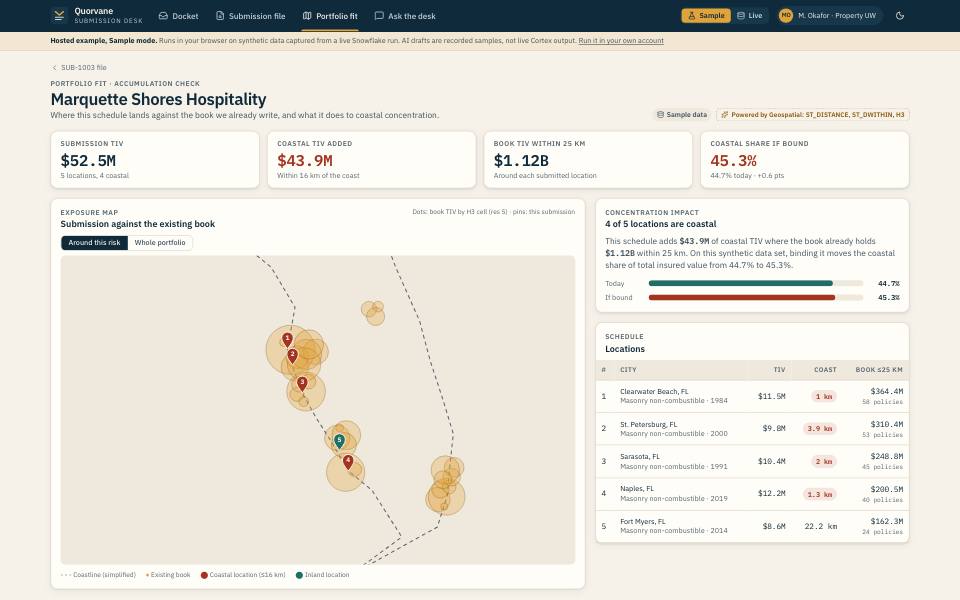 Quorvane
SUBMISSION DESK
Docket
Submission file
Portfolio fit
Ask the desk
Sample
Live
MO
M. Okafor · Property UW
Hosted example, Sample mode. Runs in your browser on synthetic data captured from a live Snowflake run. AI drafts are recorded samples, not live Cortex output. Run it in your own account
SUB-1003 file
PORTFOLIO FIT · ACCUMULATION CHECK
Marquette Shores Hospitality
Where this schedule lands against the book we already write, and what it does to coastal concentration.
Sample data
Powered by Geospatial: ST_DISTANCE, ST_DWITHIN, H3
SUBMISSION TIV
$52.5M
5 locations, 4 coastal
COASTAL TIV ADDED
$43.9M
Within 16 km of the coast
BOOK TIV WITHIN 25 KM
$1.12B
Around each submitted location
COASTAL SHARE IF BOUND
45.3%
44.7% today · +0.6 pts
EXPOSURE MAP
Submission against the existing book
Dots: book TIV by H3 cell (res 5) · pins: this submission
Around this risk
Whole portfolio
1
2
3
5
4
Coastline (simplified)
Existing book
Coastal location (≤16 km)
Inland location
CONCENTRATION IMPACT
4 of 5 locations are coastal
This schedule adds $43.9M of coastal TIV where the book already holds
$1.12B within 25 km. On this synthetic data set, binding it moves the coastal
share of total insured value from 44.7% to 45.3%.
Today 44.7%
If bound 45.3%
SCHEDULE
Locations
# CITY TIV COAST BOOK ≤25 KM
1 Clearwater Beach, FL $11.5M 1 km $364.4M
Masonry non-combustible · 1984 58 policies
2 St. Petersburg, FL $9.8M 3.9 km $310.4M
Masonry non-combustible · 2000 53 policies
3 Sarasota, FL $10.4M 2 km $248.8M
Masonry non-combustible · 1991 45 policies
4 Naples, FL $12.2M 1.3 km $200.5M
Masonry non-combustible · 2019 40 policies
5 Fort Myers, FL $8.6M 22.2 km $162.3M
Masonry non-combustible · 2014 24 policies